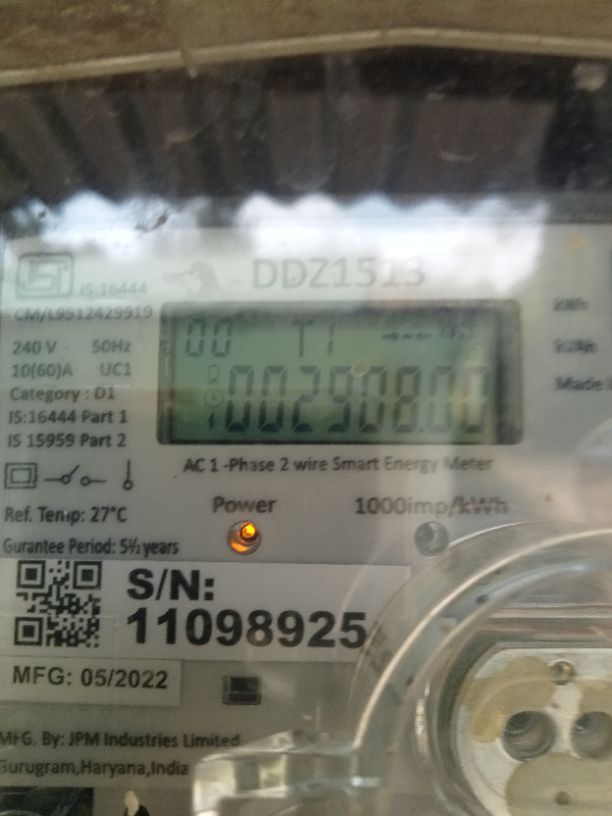 DDZ1513
IS:16444
CM/L9512429919
240 V 50Hz
10(60)A UC1
Category : D1
IS:16444 Part 1
IS 15959 Part 2
00 T1
002908.00
AC 1 -Phase 2 wire Smart Energy Meter
Ref. Temp: 27°C
Power
1000imp/kWh
Gurantee Period: 5½ years
S/N:
11098925
MFG: 05/2022
MFG. By: JPM Industries Limited
Gurugram,Haryana,India
kWh
Made